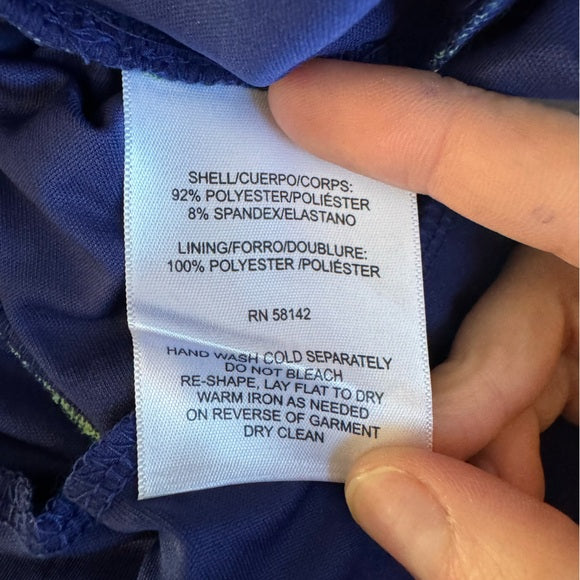 SHELL/CUERPO/CORPS:
92% POLYESTER/POLIÉSTER
8% SPANDEX/ELASTANO
LINING/FORRO/DOUBLURE:
100% POLYESTER /POLIÉSTER
RN 58142
HAND WASH COLD SEPARATELY
DO NOT BLEACH
RE-SHAPE, LAY FLAT TO DRY
WARM IRON AS NEEDED
ON REVERSE OF GARMENT
DRY CLEAN